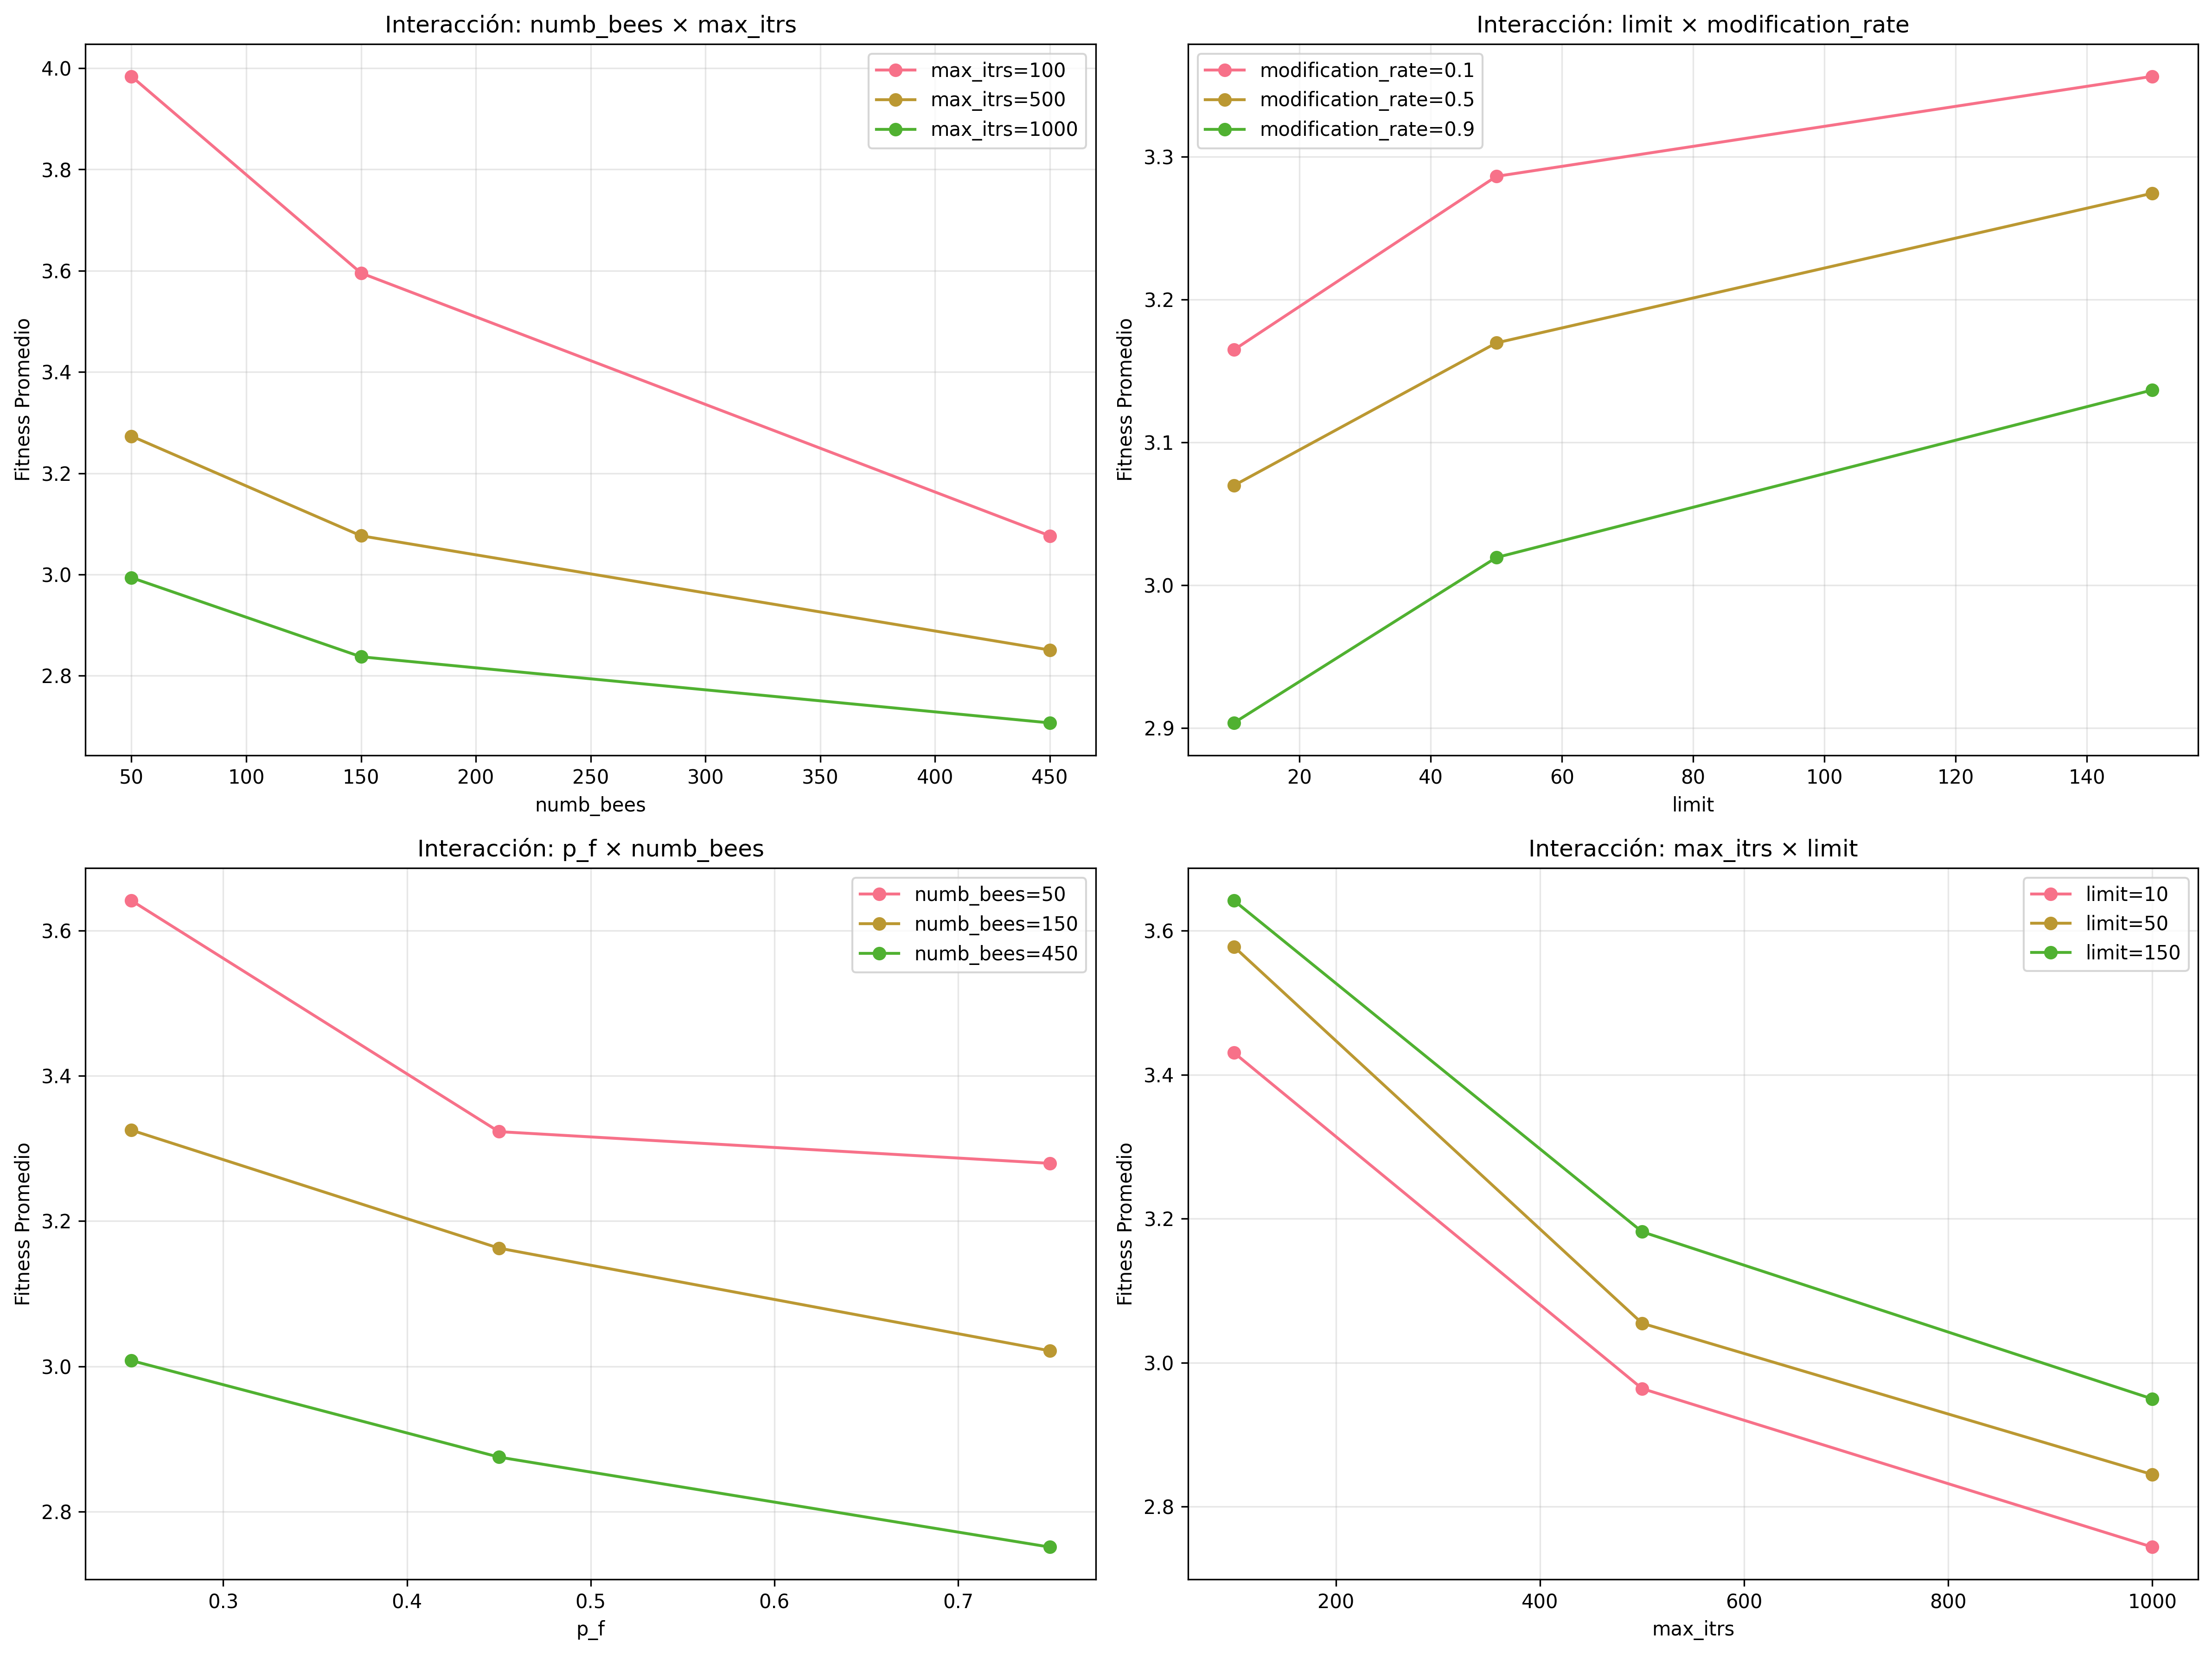 Interacción: numb_bees × max_itrs
max_itrs=100
max_itrs=500
max_itrs=1000
4.0
3.8
3.6
3.4
3.2
3.0
2.8
Fitness Promedio
50 100 150 200 250 300 350 400 450
numb_bees
Interacción: limit × modification_rate
modification_rate=0.1
modification_rate=0.5
modification_rate=0.9
3.3
3.2
3.1
3.0
2.9
Fitness Promedio
20 40 60 80 100 120 140
limit
Interacción: p_f × numb_bees
numb_bees=50
numb_bees=150
numb_bees=450
3.6
3.4
3.2
3.0
2.8
Fitness Promedio
0.3 0.4 0.5 0.6 0.7
p_f
Interacción: max_itrs × limit
limit=10
limit=50
limit=150
3.6
3.4
3.2
3.0
2.8
Fitness Promedio
200 400 600 800 1000
max_itrs